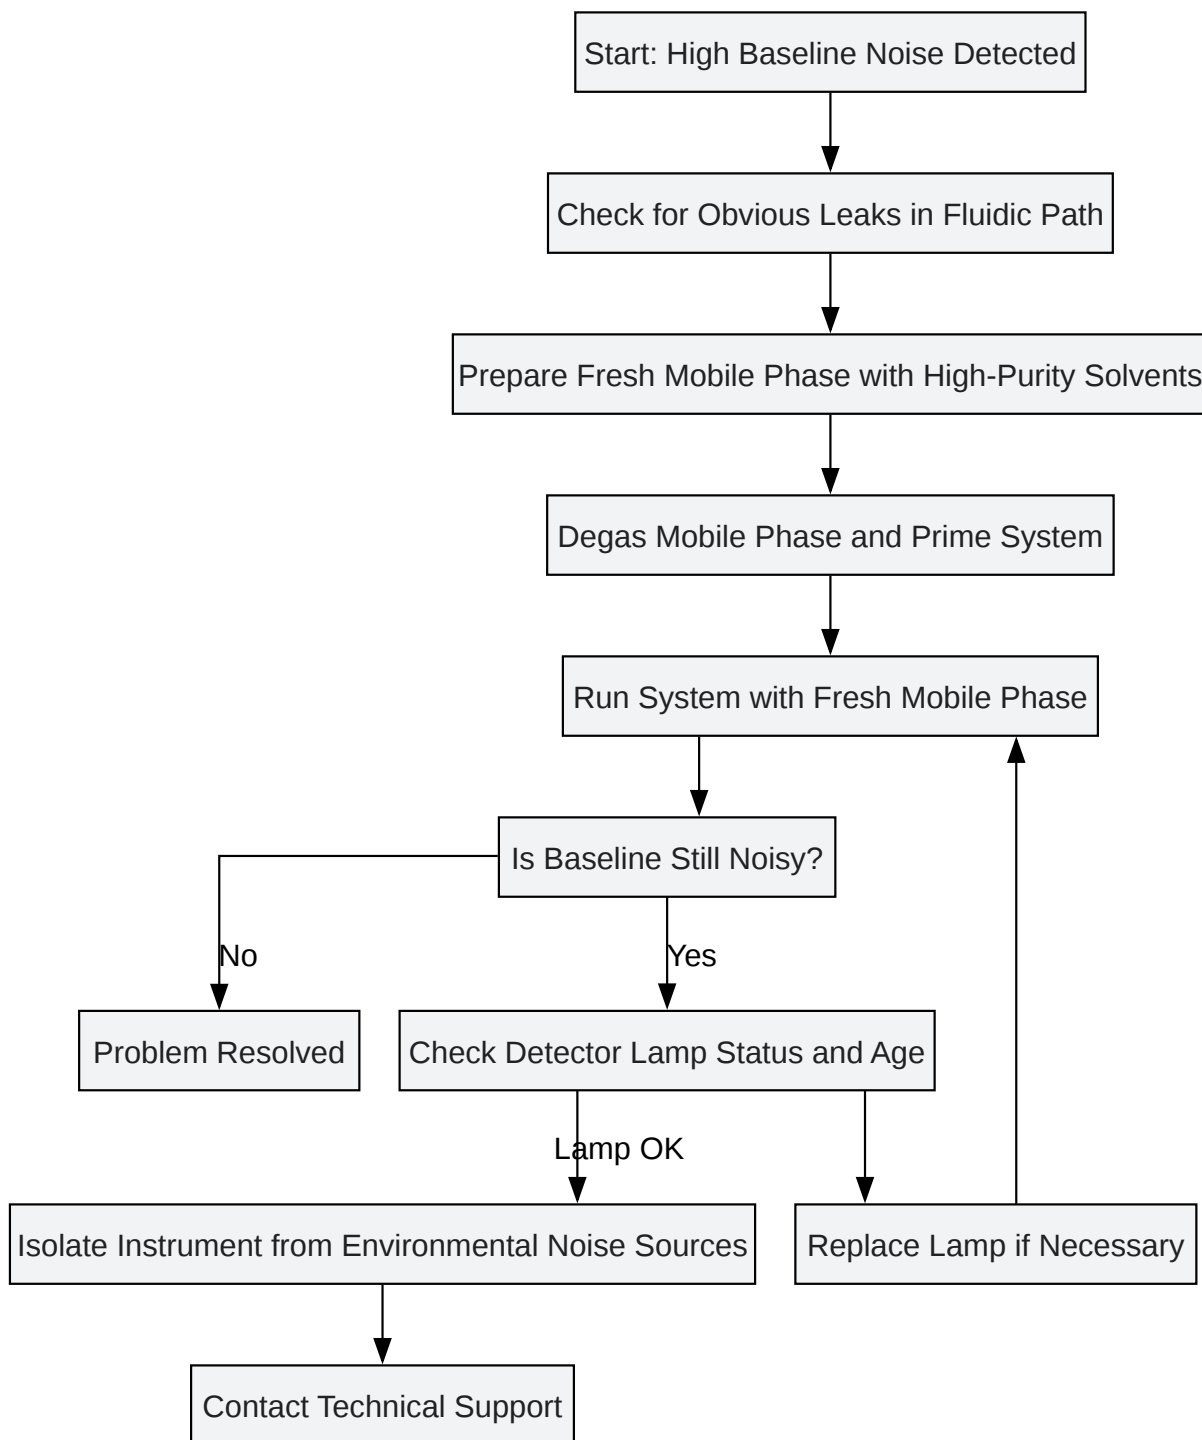 Start: High Baseline Noise Detected
Check for Obvious Leaks in Fluidic Path
Prepare Fresh Mobile Phase with High-Purity Solvents
Degas Mobile Phase and Prime System
Run System with Fresh Mobile Phase
Is Baseline Still Noisy?
No
Yes
Problem Resolved
Check Detector Lamp Status and Age
Lamp OK
Isolate Instrument from Environmental Noise Sources
Replace Lamp if Necessary
Contact Technical Support